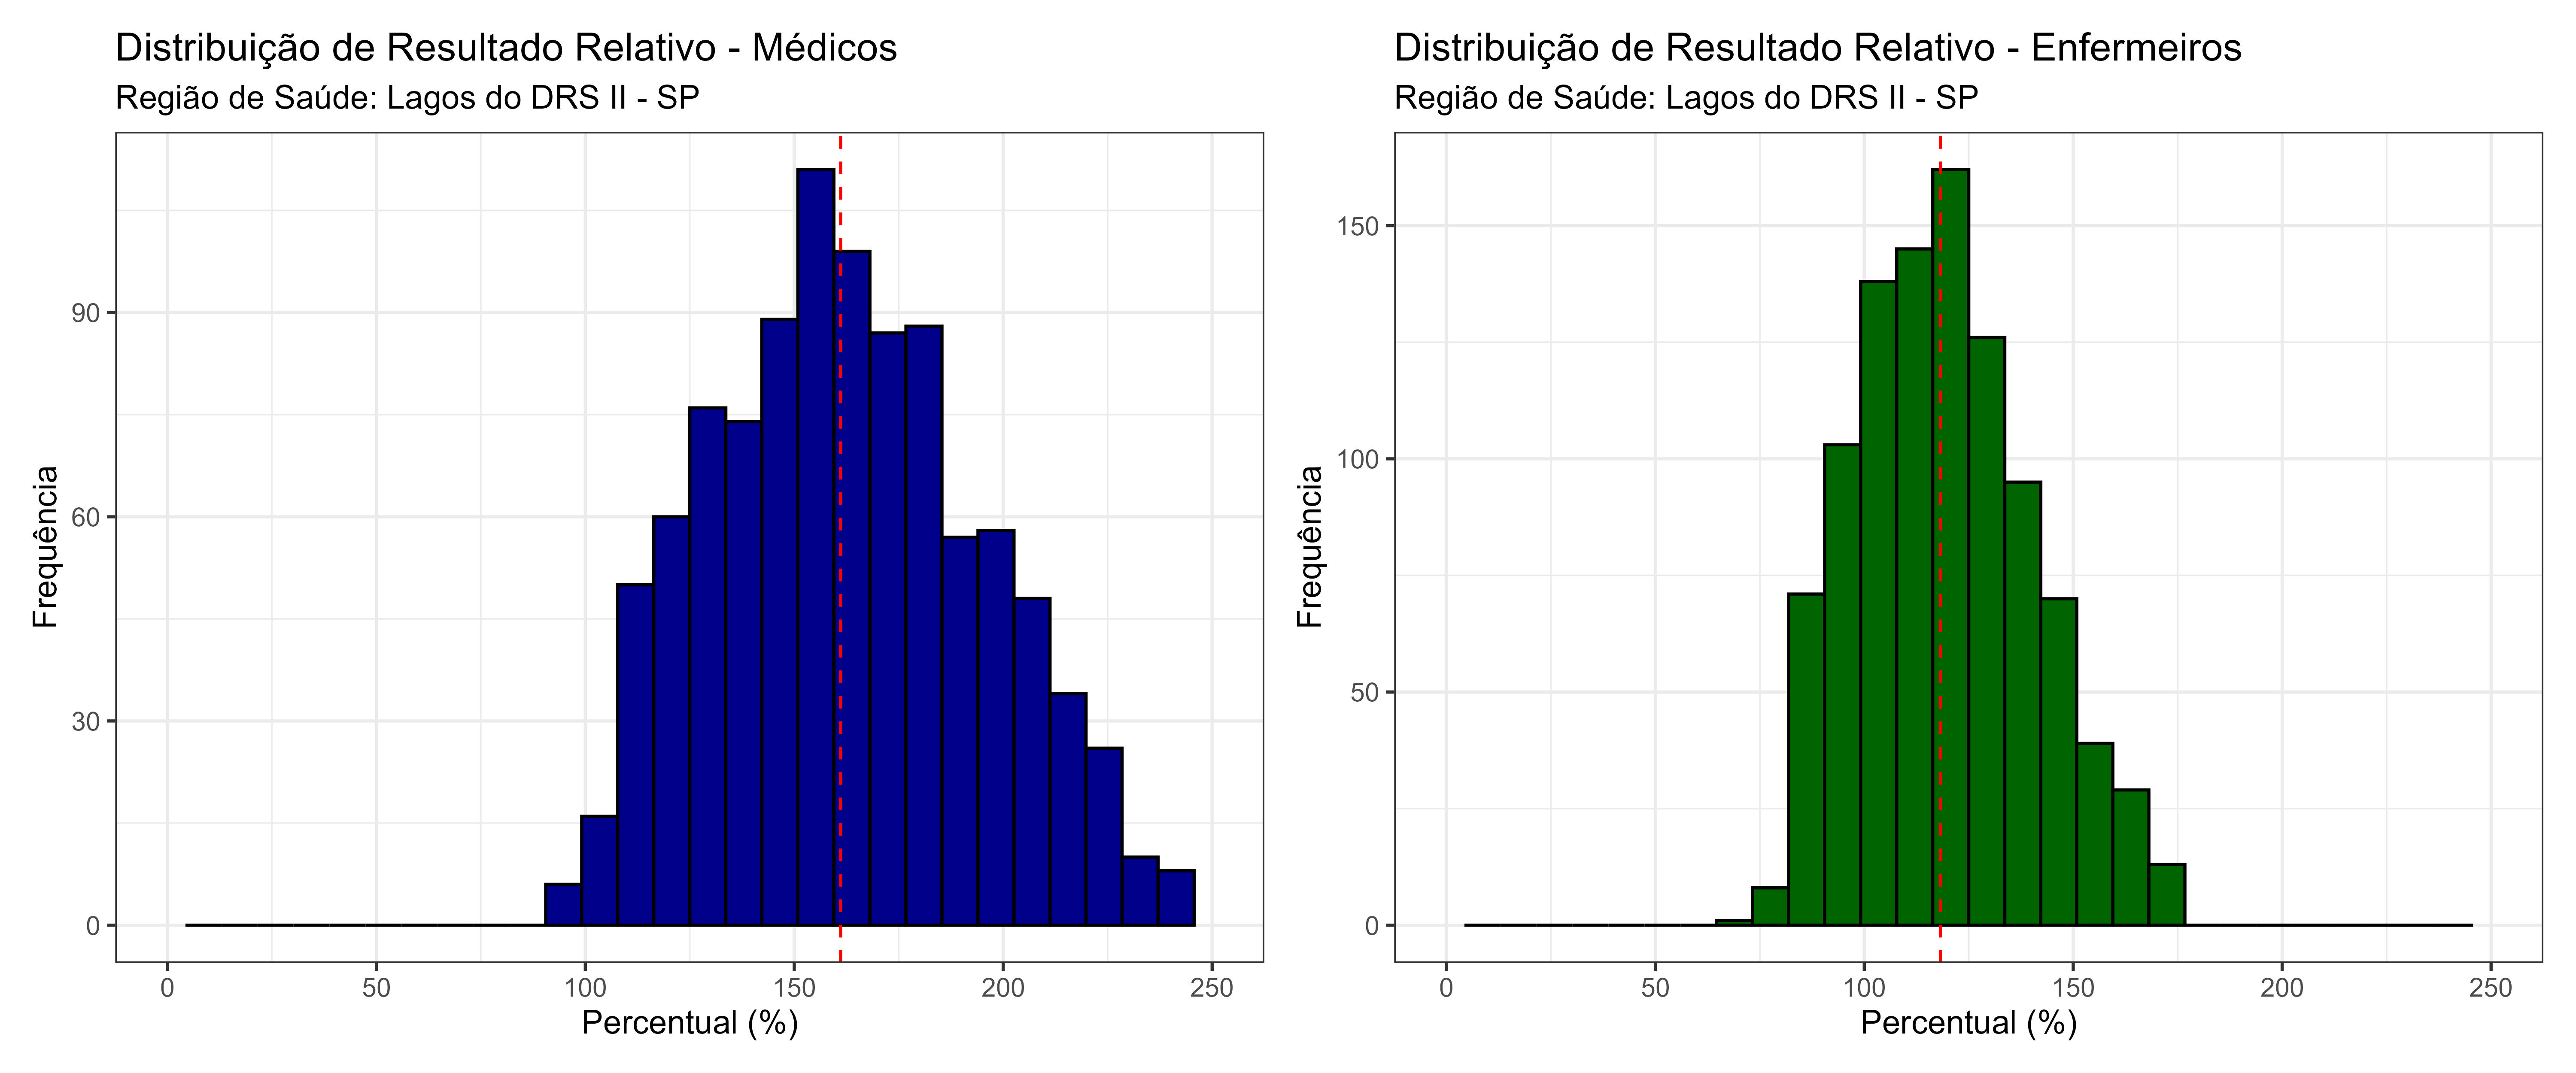 Distribuição de Resultado Relativo - Médicos
Região de Saúde: Lagos do DRS II - SP
Frequência
90
60
30
0
0 50 100 150 200 250
Percentual (%)
Distribuição de Resultado Relativo - Enfermeiros
Região de Saúde: Lagos do DRS II - SP
Frequência
150
100
50
0
0 50 100 150 200 250
Percentual (%)